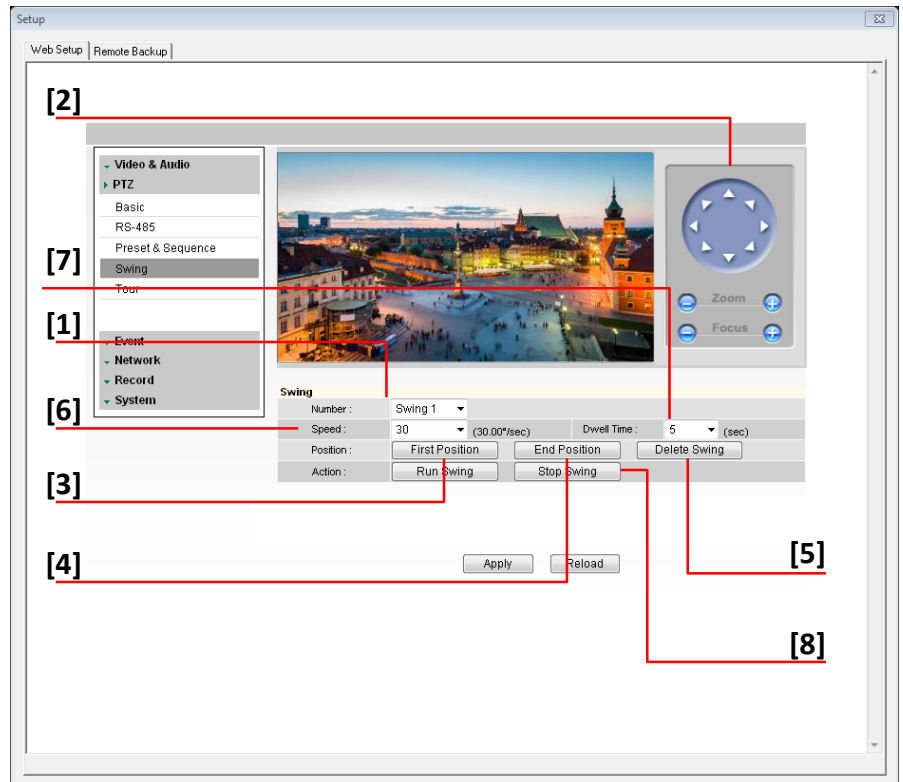 Setup
Web Setup Remote Backup
[2]
Video & Audio
PTZ
Basic
RS-485
Preset & Sequence
[7]
Swing
Tour
Zoom
[1]
Focus
Event
Network
Record
System
Swing
[6]
Number : Swing 1
Speed : 30 (30.00°/sec) Dwell Time : 5 (sec)
Position : First Position End Position Delete Swing
Action : Run Swing Stop Swing
[3]
[4]
Apply Reload
[5]
[8]